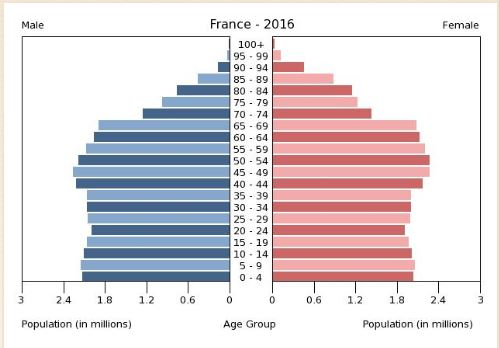 Male France - 2016 Female
100+
95 - 99
90 - 94
85 - 89
80 - 84
75 - 79
70 - 74
65 - 69
60 - 64
55 - 59
50 - 54
45 - 49
40 - 44
35 - 39
30 - 34
25 - 29
20 - 24
15 - 19
10 - 14
5 - 9
0 - 4
3 2.4 1.8 1.2 0.6 0 0 0.6 1.2 1.8 2.4 3
Population (in millions) Age Group Population (in millions)